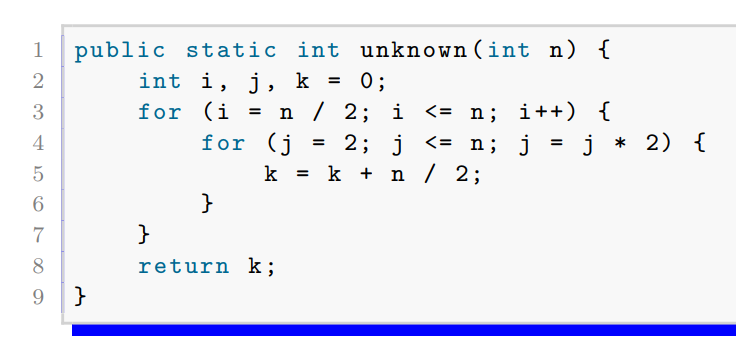 1 public static int unknown(int n) {
2     int i, j, k = 0;
3     for (i = n / 2; i <= n; i++) {
4         for (j = 2; j <= n; j = j * 2) {
5             k = k + n / 2;
6         }
7     }
8     return k;
9 }